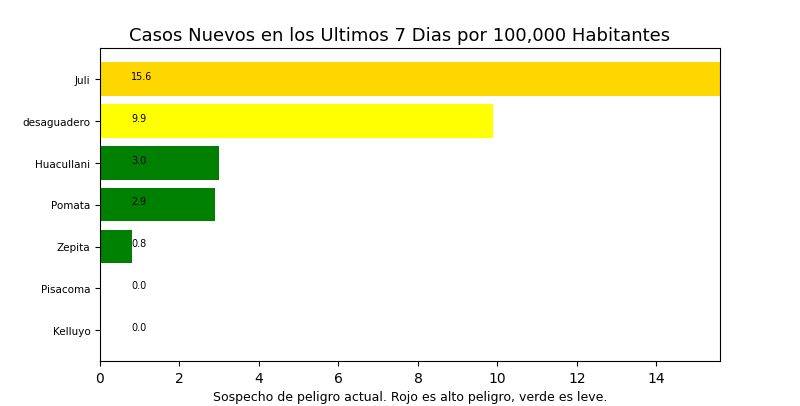 Casos Nuevos en los Ultimos 7 Dias por 100,000 Habitantes
Juli 15.6
desaguadero 9.9
Huacullani 3.0
Pomata 2.9
Zepita 0.8
Pisacoma 0.0
Kelluyo 0.0
0 2 4 6 8 10 12 14
Sospecho de peligro actual. Rojo es alto peligro, verde es leve.